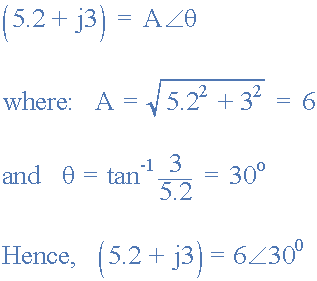 (5.2 + j3) = A∠θ
where: A = √(5.2² + 3²) = 6
and θ = tan⁻¹ 3/5.2 = 30°
Hence, (5.2 + j3) = 6∠30⁰